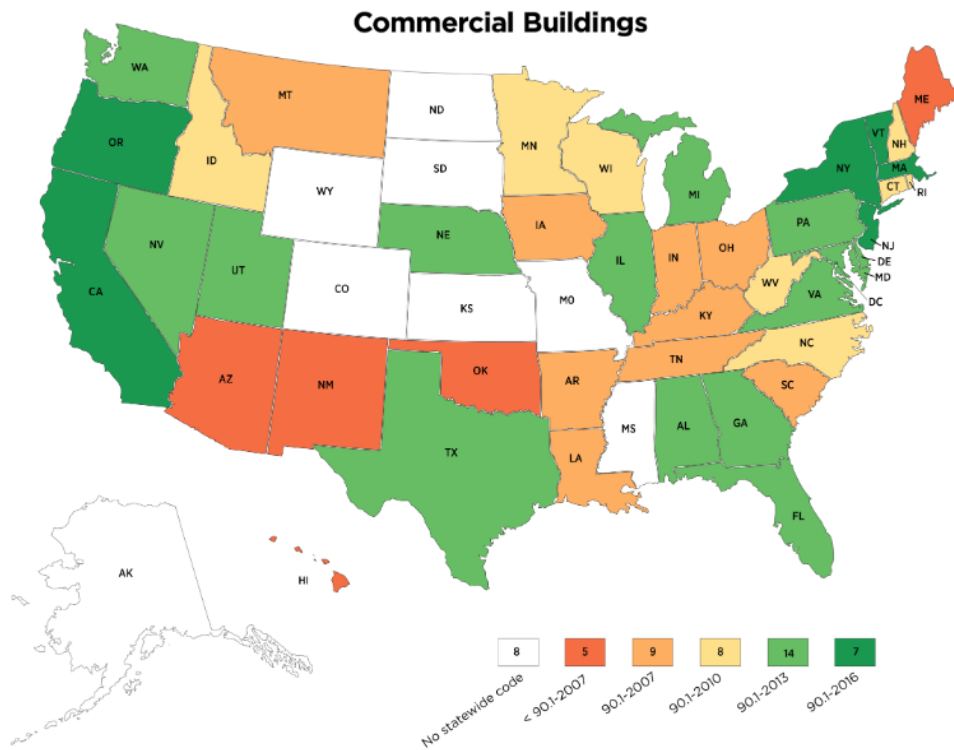 Commercial Buildings
WA
MT
ND
ME
OR
ID
MN
VT
NH
WI
NY
MA
SD
WY
MI
CT
RI
IA
PA
NE
NJ
NV
OH
IL
IN
DE
UT
MD
CO
WV
CA
VA
DC
KS
MO
KY
NC
TN
OK
AZ
NM
AR
SC
MS
AL
GA
TX
LA
FL
AK
HI
8
5
9
8
14
7
No statewide code
< 90.1-2007
90.1-2007
90.1-2010
90.1-2013
90.1-2016